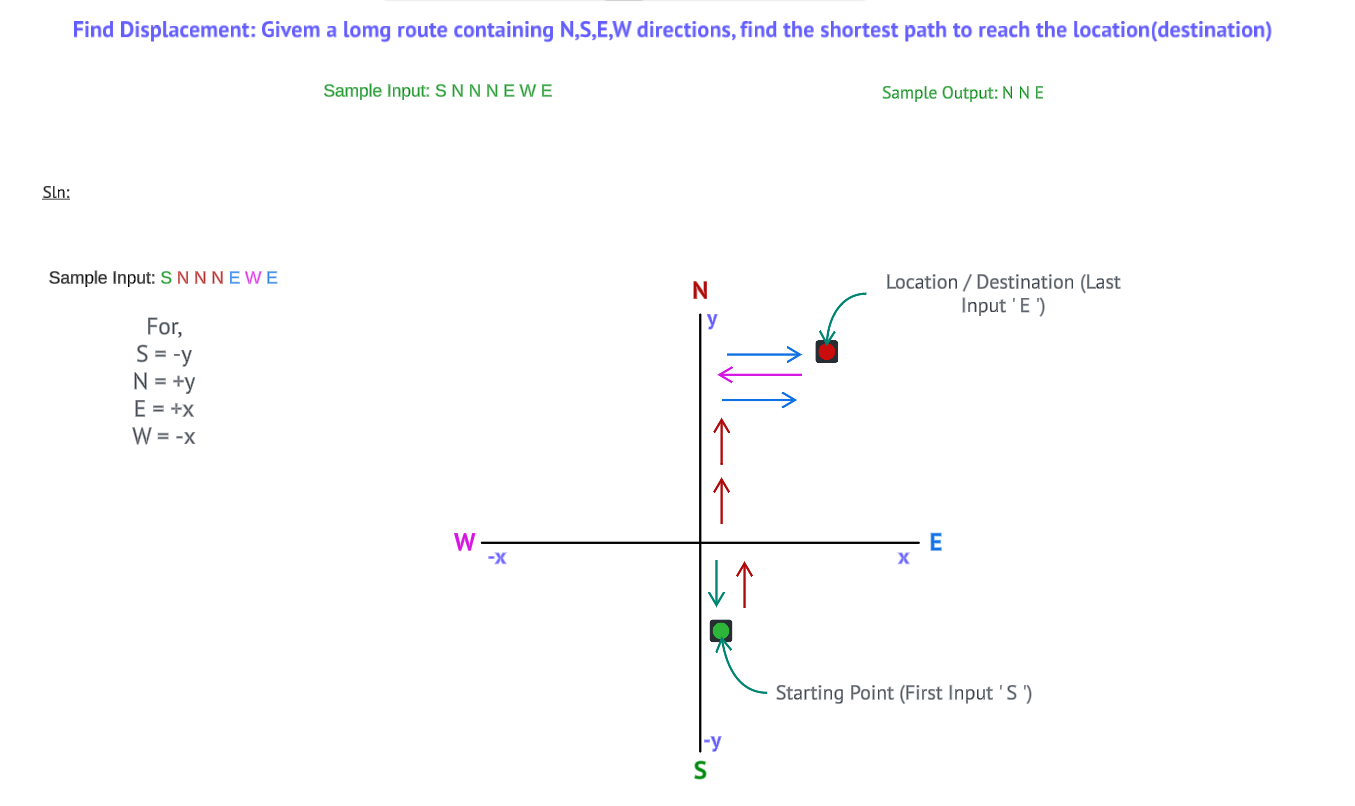 Find Displacement: Givem a lomg route containing N,S,E,W directions, find the shortest path to reach the location(destination)
Sample Input: S N N N E W E
Sample Output: N N E
Sln:
Sample Input: S N N N E W E
For,
S = -y
N = +y
E = +x
W = -x
Location / Destination (Last
Input ' E ')
N
y
W
-x
x
E
Starting Point (First Input ' S ')
-y
S